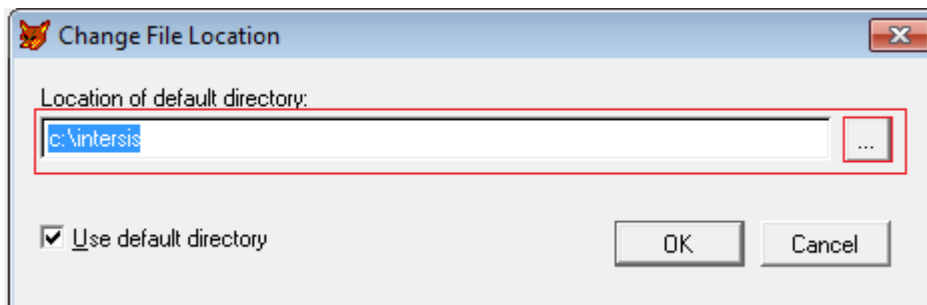 Change File Location
Location of default directory:
c:\intersis
...
Use default directory
OK
Cancel